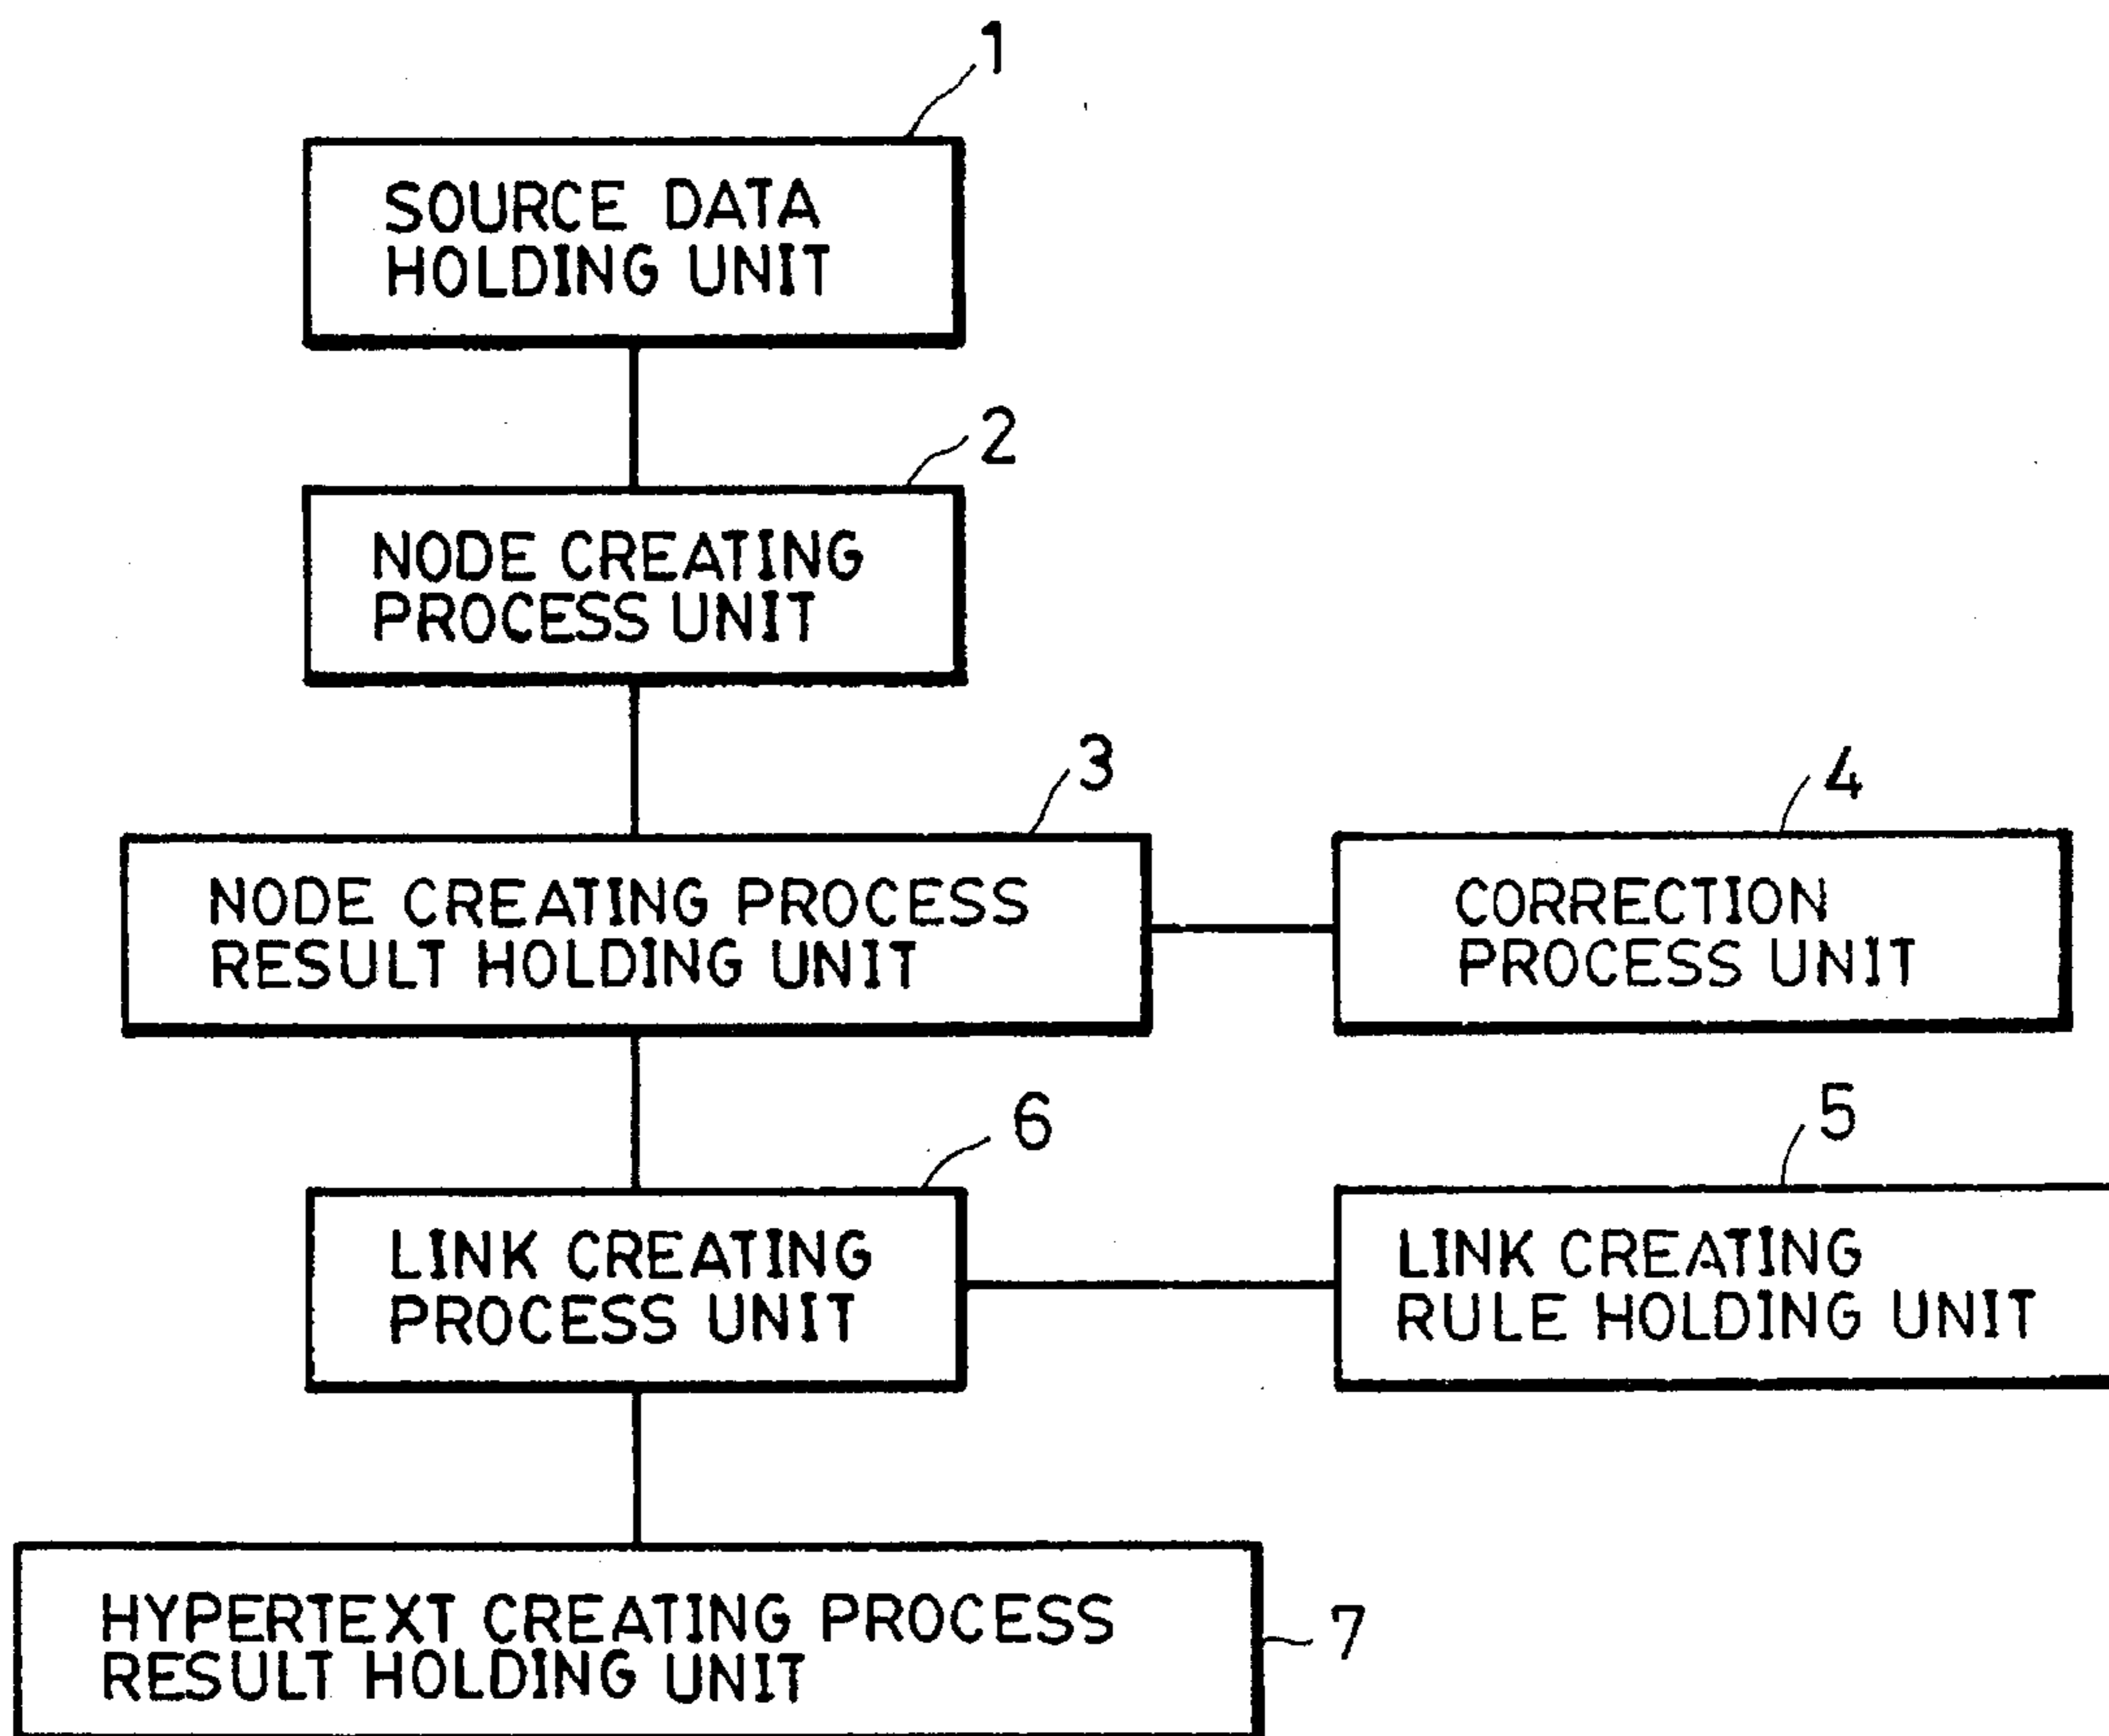 1
SOURCE DATA
HOLDING UNIT
2
NODE CREATING
PROCESS UNIT
3
NODE CREATING PROCESS
RESULT HOLDING UNIT
4
CORRECTION
PROCESS UNIT
6
LINK CREATING
PROCESS UNIT
5
LINK CREATING
RULE HOLDING UNIT
HYPERTEXT CREATING PROCESS
RESULT HOLDING UNIT
7